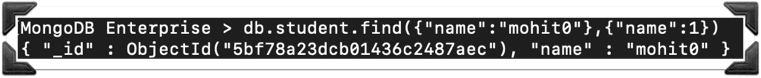 MongoDB Enterprise > db.student.find({"name":"mohit0"},{"name":1})
{ "_id" : ObjectId("5bf78a23dcb01436c2487aec"), "name" : "mohit0" }